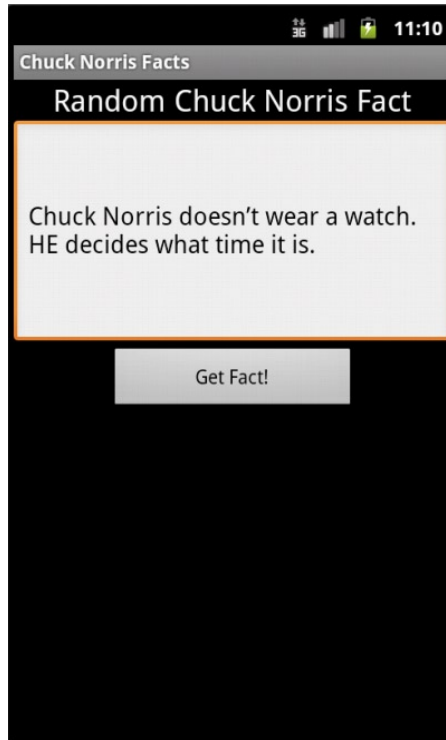 3G 11:10
Chuck Norris Facts
Random Chuck Norris Fact
Chuck Norris doesn’t wear a watch.
HE decides what time it is.
Get Fact!